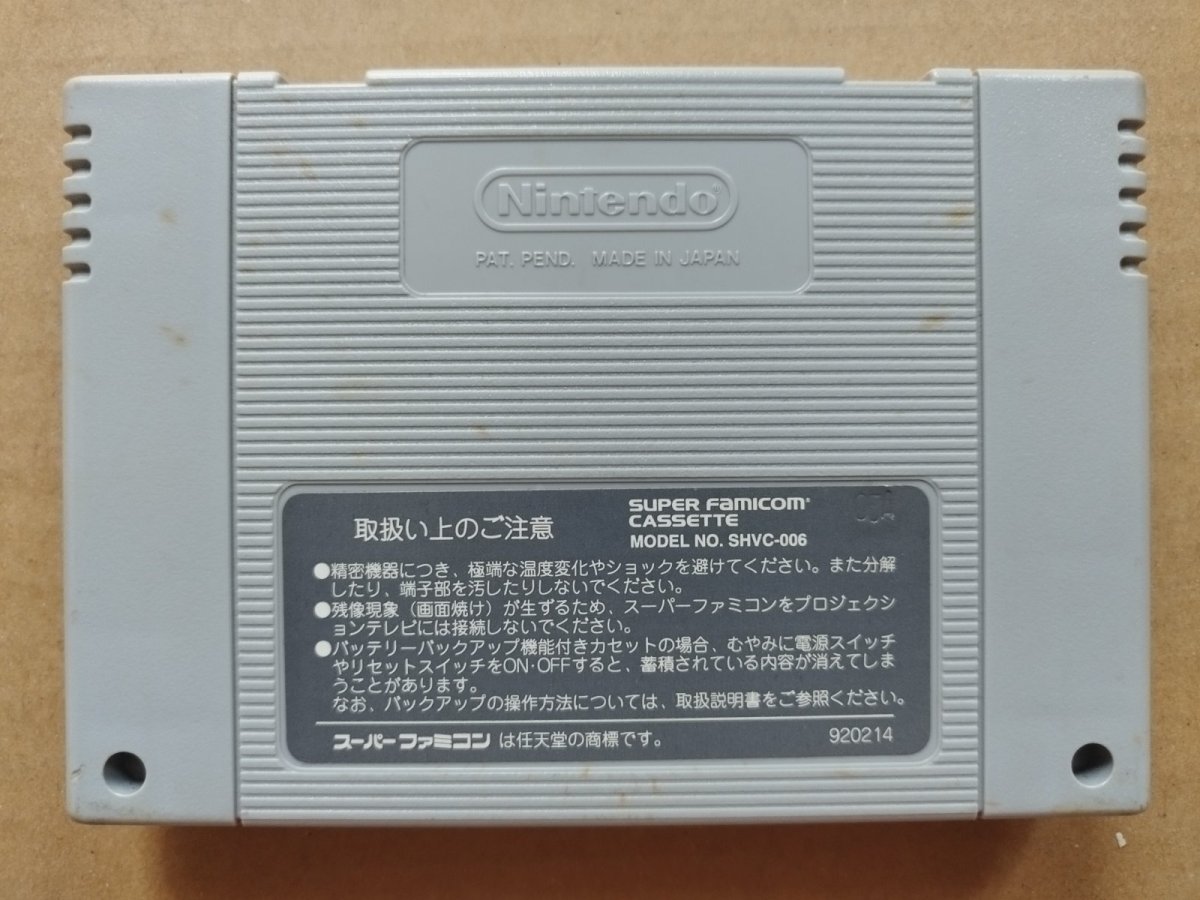 Nintendo®
PAT. PEND. MADE IN JAPAN
取扱い上のご注意
SUPER FAMICOM
CASSETTE
MODEL NO. SHVC-006
●精密機器につき、極端な温度変化やショックを避けてください。また分解
したり、端子部を汚したりしないでください。
●残像現象（画面焼け）が生ずるため、スーパーファミコンをプロジェクシ
ョンテレビには接続しないでください。
●バッテリーバックアップ機能付きカセットの場合、むやみに電源スイッチ
やリセットスイッチをON・OFFすると、蓄積されている内容が消えてしま
うことがあります。
なお、バックアップの操作方法については、取扱説明書をご参照ください。
スーパーファミコンは任天堂の商標です。
920214